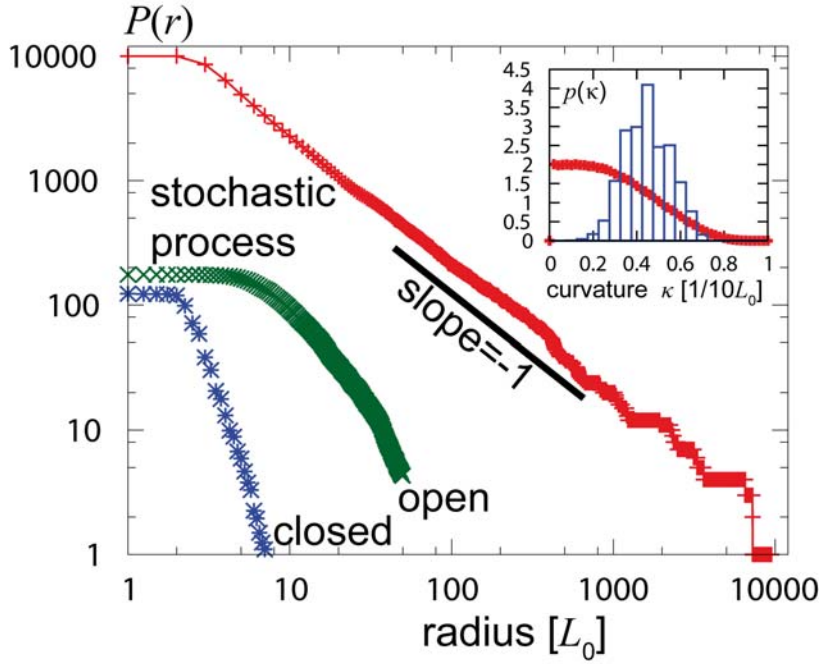 P(r)
10000
1000
100
10
1
1
10
100
1000
10000
radius [L₀]
stochastic
process
slope=-1
open
closed
4.5
4
3.5
3
2.5
2
1.5
1
0.5
0
p(κ)
0 0.2 0.4 0.6 0.8 1
curvature κ [1/10L₀]